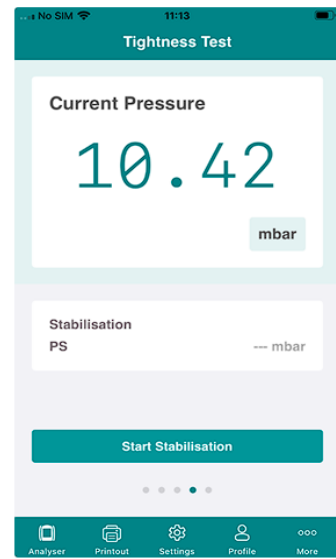 No SIM 11:13
Tightness Test
Current Pressure
10.42
mbar
Stabilisation
PS --- mbar
Start Stabilisation
Analyser Printout Settings Profile More